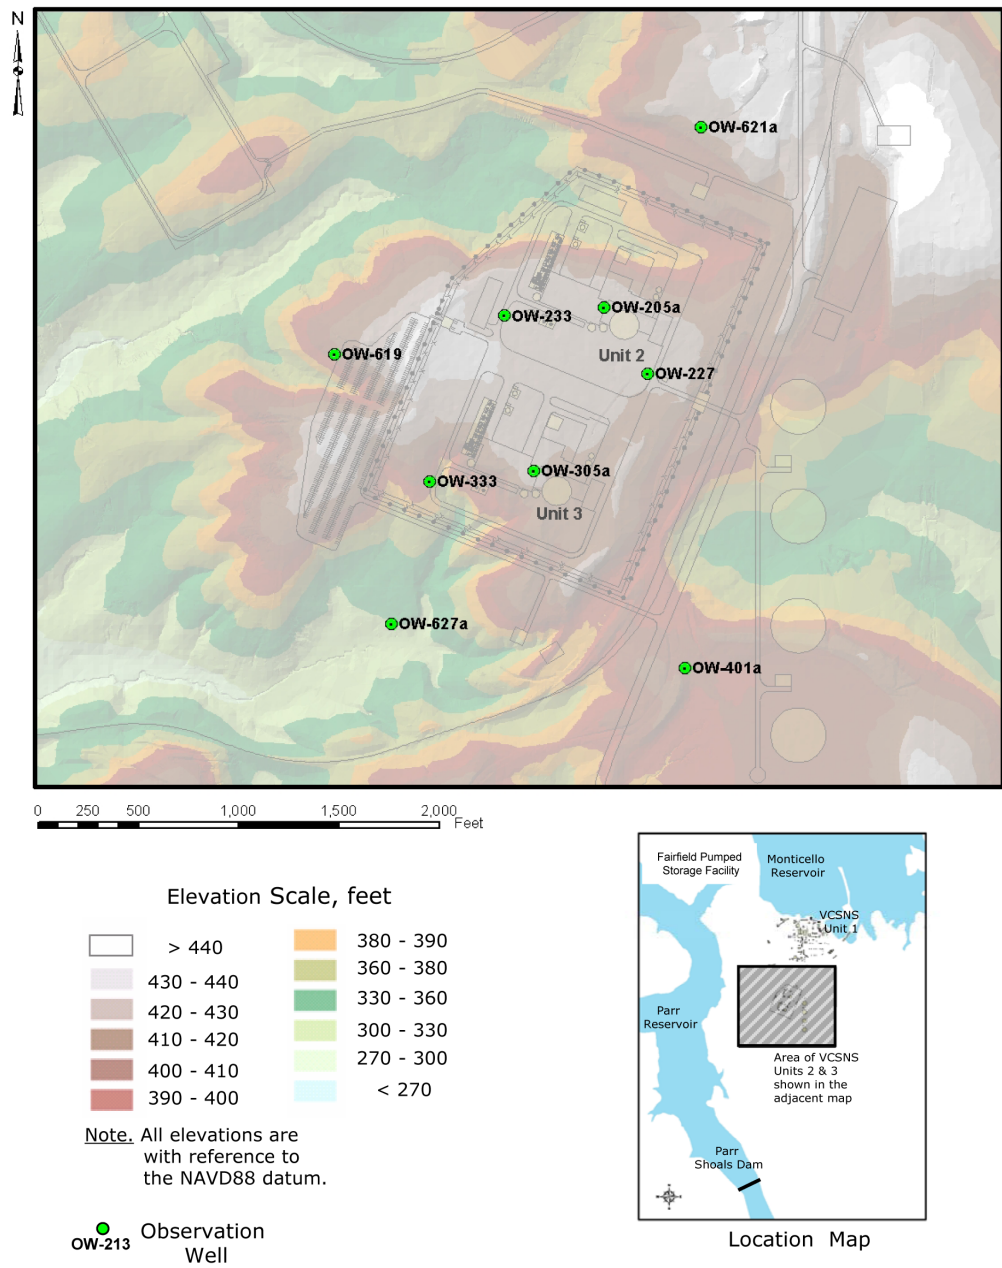 N
OW-621a
OW-205a
OW-233
Unit 2
OW-619
OW-227
OW-305a
OW-333
Unit 3
OW-627a
OW-401a
0 250 500 1,000 1,500 2,000
Feet
Elevation Scale, feet
> 440
430 - 440
420 - 430
410 - 420
400 - 410
390 - 400
380 - 390
360 - 380
330 - 360
300 - 330
270 - 300
< 270
Note. All elevations are
with reference to
the NAVD88 datum.
OW-213
Observation
Well
Fairfield Pumped
Storage Facility
Monticello
Reservoir
VCSNS
Unit 1
Parr
Reservoir
Area of VCSNS
Units 2 & 3
shown in the
adjacent map
Parr
Shoals Dam
Location Map